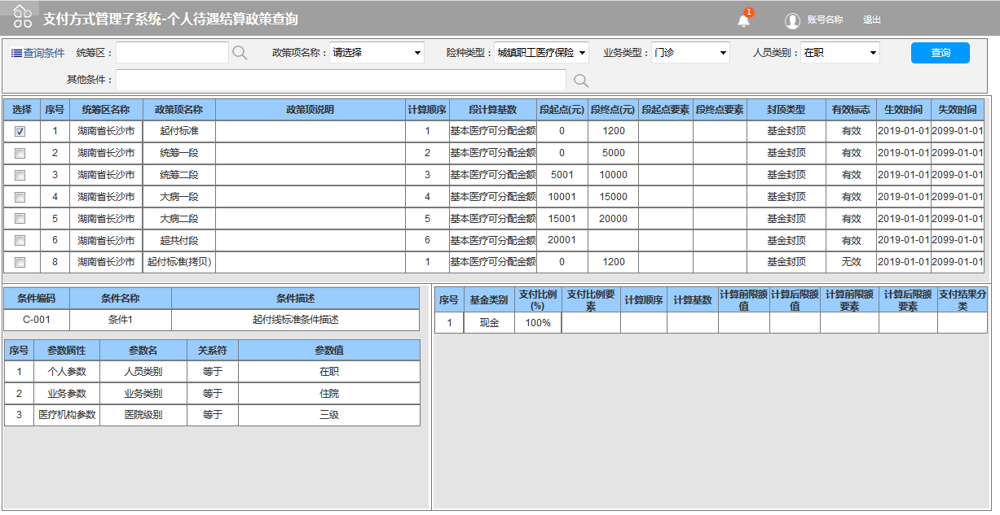 支付方式管理子系统-个人待遇结算政策查询 1 账号名称 退出
查询条件 统筹区： 政策项名称： 请选择 险种类型： 城镇职工医疗保险 业务类型： 门诊 人员类别： 在职 查询
其他条件：
选择 序号 统筹区名称 政策项名称 政策项说明 计算顺序 段计算基数 段起点(元) 段终点(元) 段起点要素 段终点要素 封顶类型 有效标志 生效时间 失效时间
1 湖南省长沙市 起付标准 1 基本医疗可分配金额 0 1200 基金封顶 有效 2019-01-01 2099-01-01
2 湖南省长沙市 统筹一段 2 基本医疗可分配金额 0 5000 基金封顶 有效 2019-01-01 2099-01-01
3 湖南省长沙市 统筹二段 3 基本医疗可分配金额 5001 10000 基金封顶 有效 2019-01-01 2099-01-01
4 湖南省长沙市 大病一段 4 基本医疗可分配金额 10001 15000 基金封顶 有效 2019-01-01 2099-01-01
5 湖南省长沙市 大病二段 5 基本医疗可分配金额 15001 20000 基金封顶 有效 2019-01-01 2099-01-01
6 湖南省长沙市 超共付段 6 基本医疗可分配金额 20001 基金封顶 有效 2019-01-01 2099-01-01
8 湖南省长沙市 起付标准(拷贝) 1 基本医疗可分配金额 0 1200 基金封顶 无效 2019-01-01 2099-01-01
条件编码 条件名称 条件描述
C-001 条件1 起付线标准条件描述
序号 参数属性 参数名 关系符 参数值
1 个人参数 人员类别 等于 在职
2 业务参数 业务类别 等于 住院
3 医疗机构参数 医院级别 等于 三级
序号 基金类别 支付比例(%) 支付比例要素 计算顺序 计算基数 计算前限额值 计算后限额值 计算前限额要素 计算后限额要素 支付结果分类
1 现金 100%